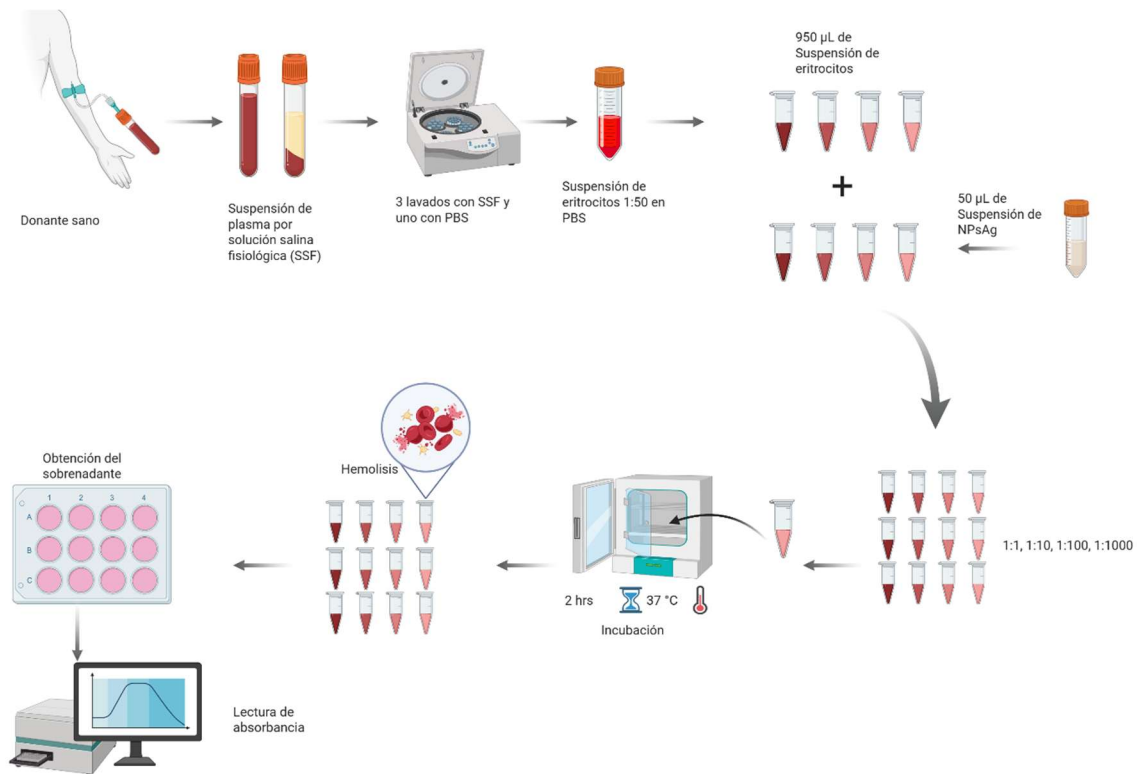 950 µL de
Suspensión de
eritrocitos
Donante sano
Suspensión de
plasma por
solución salina
fisiológica (SSF)
3 lavados con SSF y
uno con PBS
Suspensión de
eritrocitos 1:50 en
PBS
+
50 µL de
Suspensión de
NPsAg
Obtención del
sobrenadante
1 2 3 4
A
B
C
Hemolisis
2 hrs 37 °C
Incubación
1:1, 1:10, 1:100, 1:1000
Lectura de
absorbancia